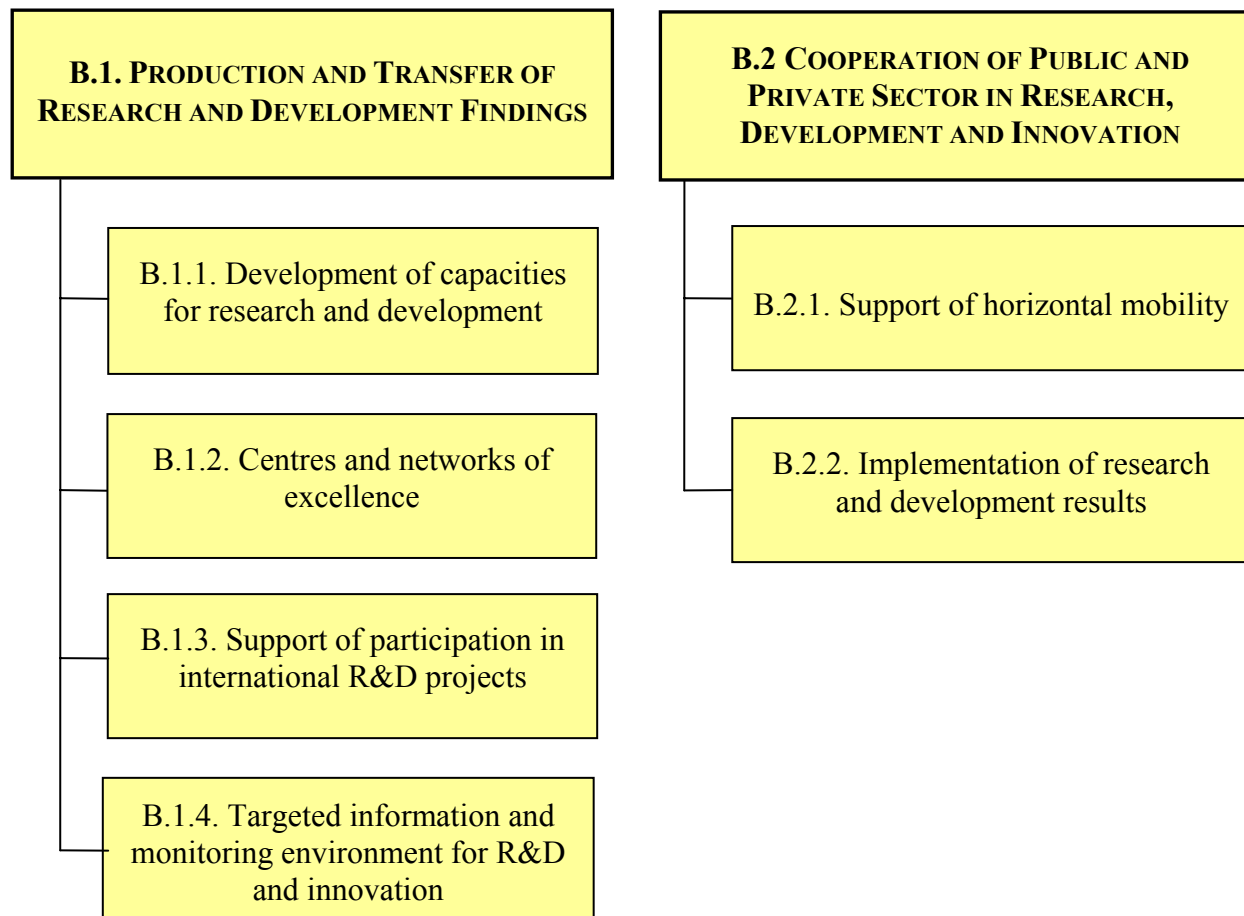 B.1. PRODUCTION AND TRANSFER OF
RESEARCH AND DEVELOPMENT FINDINGS
B.1.1. Development of capacities
for research and development
B.1.2. Centres and networks of
excellence
B.1.3. Support of participation in
international R&D projects
B.1.4. Targeted information and
monitoring environment for R&D
and innovation
B.2 COOPERATION OF PUBLIC AND
PRIVATE SECTOR IN RESEARCH,
DEVELOPMENT AND INNOVATION
B.2.1. Support of horizontal mobility
B.2.2. Implementation of research
and development results